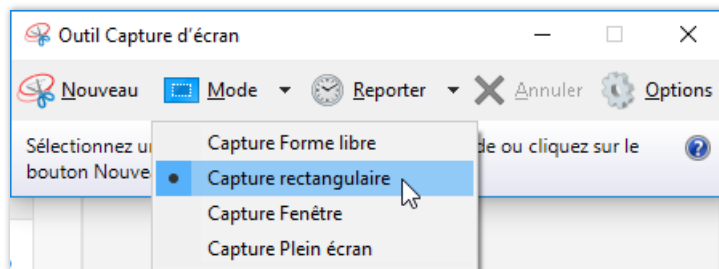 Outil Capture d'écran
Nouveau Mode Reporter Annuler Options
Sélectionnez de ou cliquez sur le
bouton
Capture Forme libre
Capture rectangulaire
Capture Fenêtre
Capture Plein écran